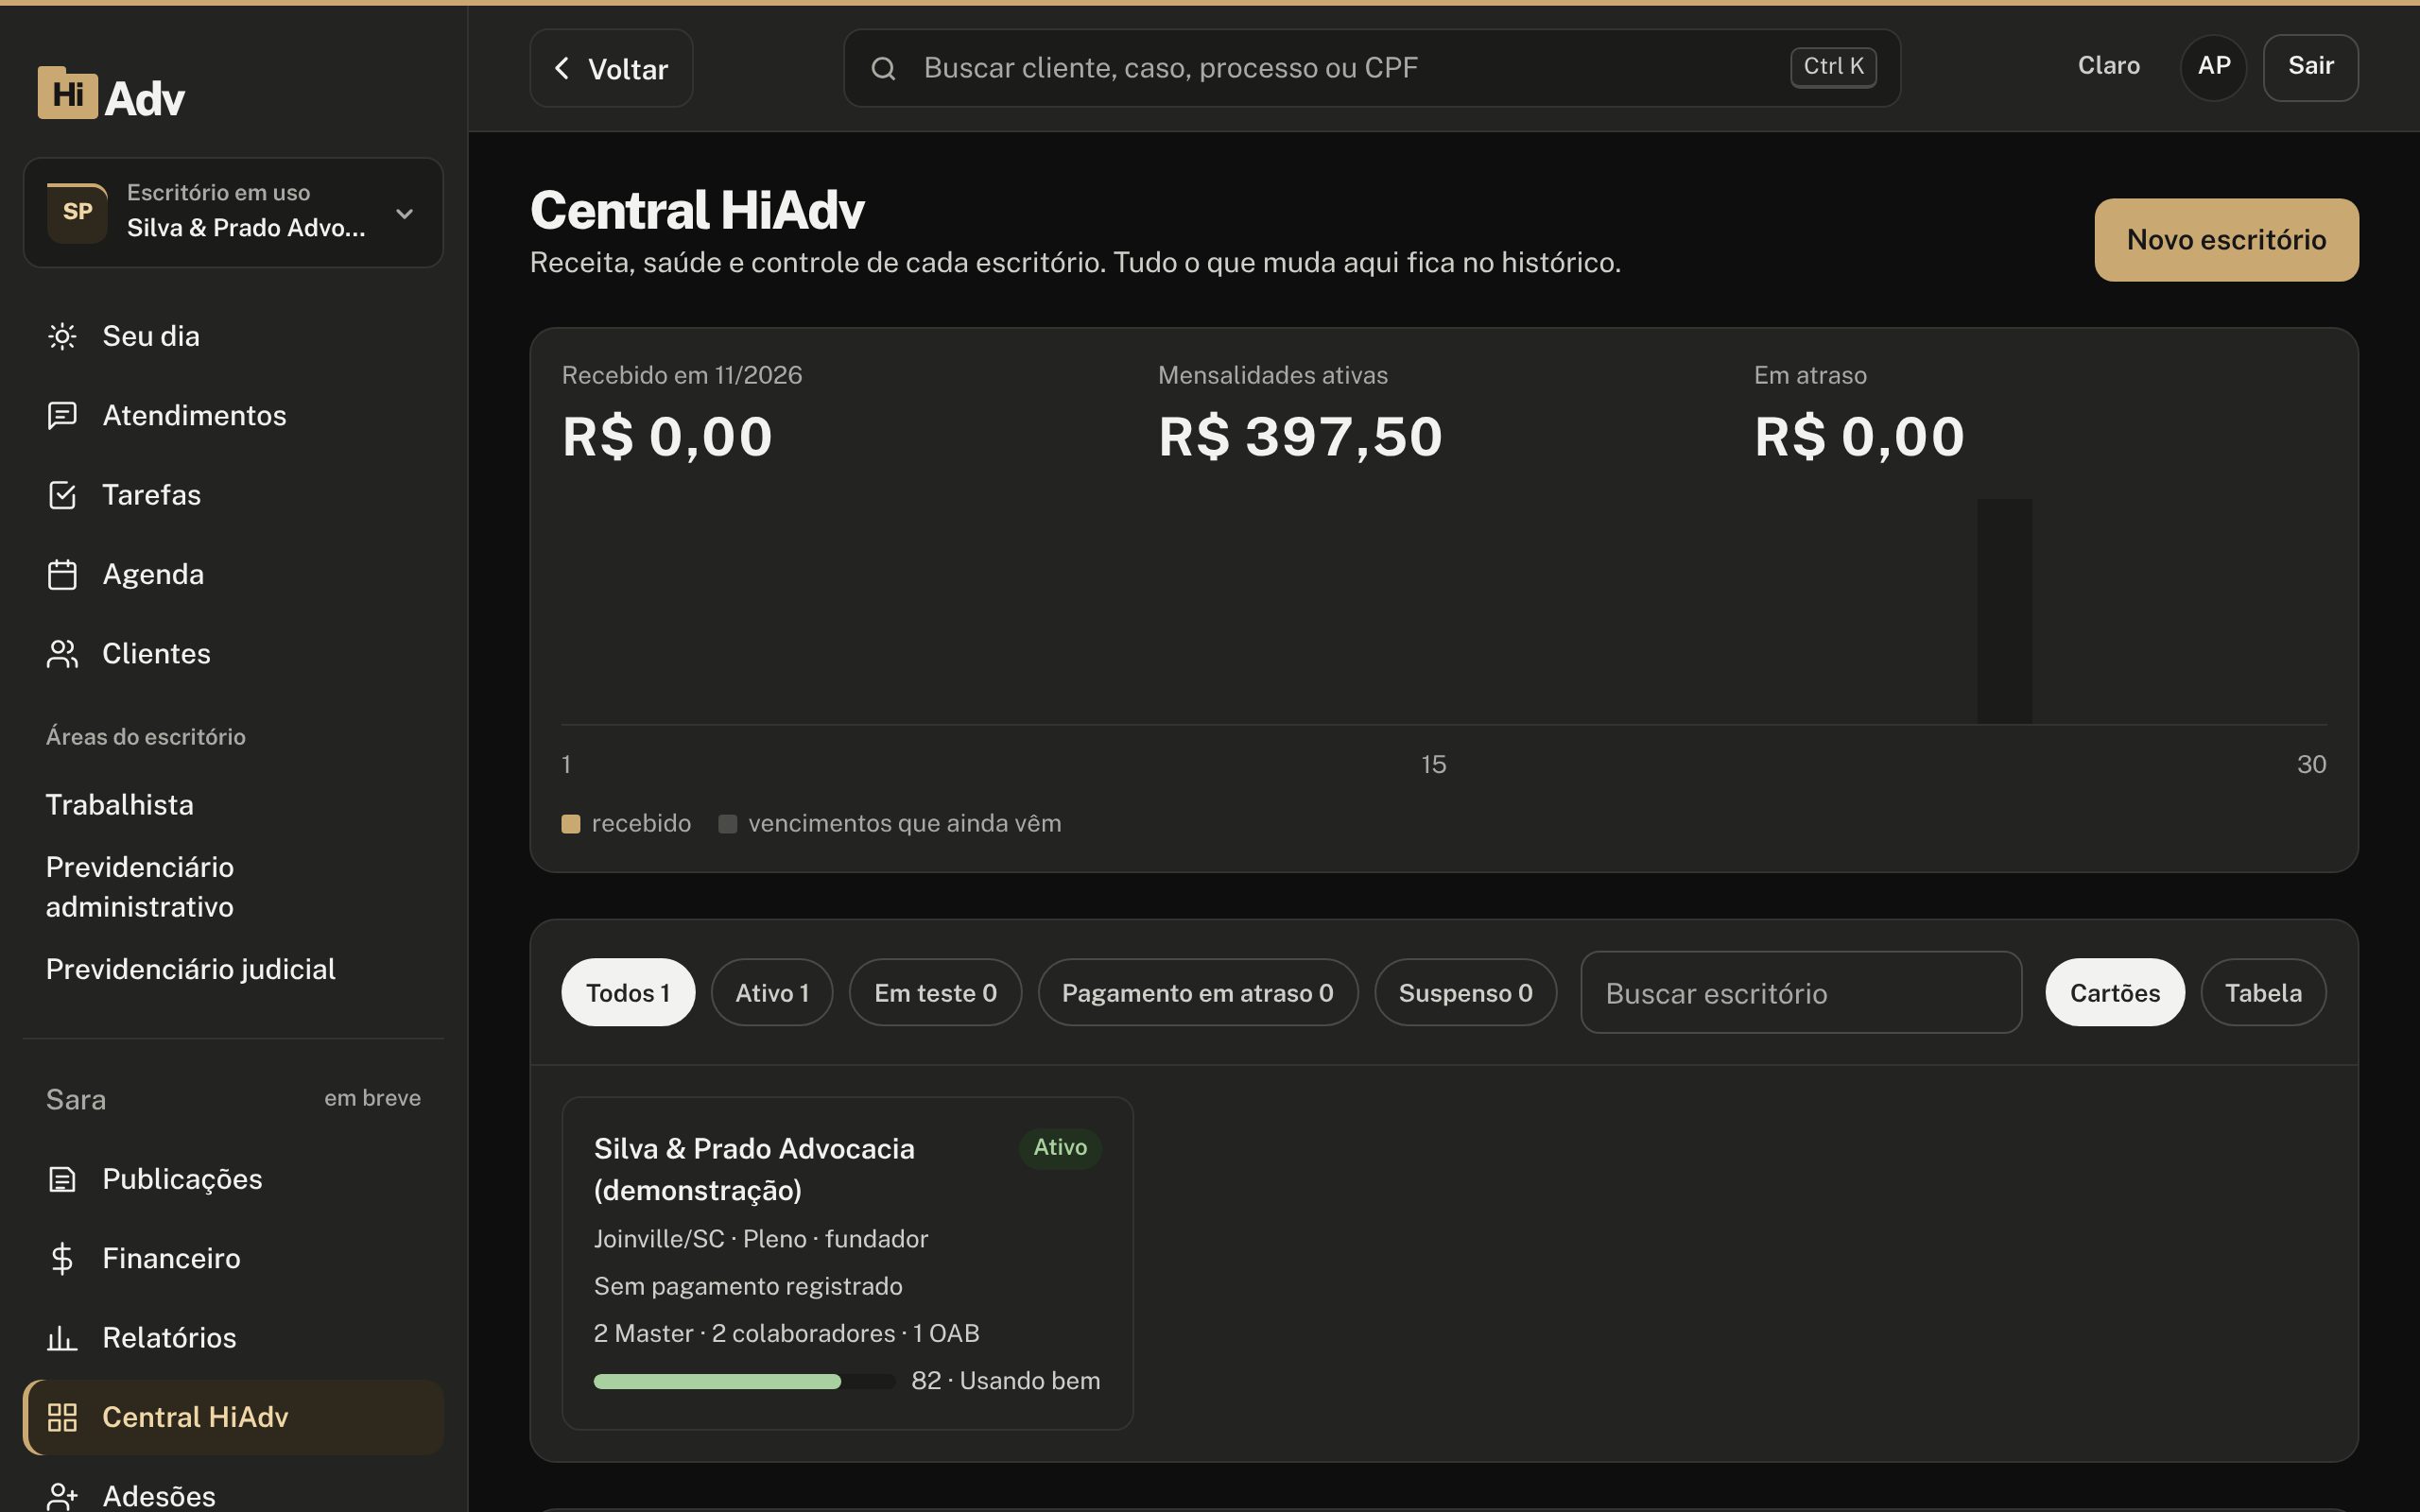 Hi Adv
Escritório em uso
SP
Silva & Prado Advo...
Seu dia
Atendimentos
Tarefas
Agenda
Clientes
Áreas do escritório
Trabalhista
Previdenciário
administrativo
Previdenciário judicial
Sara em breve
Publicações
Financeiro
Relatórios
Central HiAdv
Adesões
Voltar
Buscar cliente, caso, processo ou CPF
Ctrl K
Claro
AP
Sair
Central HiAdv
Receita, saúde e controle de cada escritório. Tudo o que muda aqui fica no histórico.
Novo escritório
Recebido em 11/2026
R$ 0,00
Mensalidades ativas
R$ 397,50
Em atraso
R$ 0,00
1 15 30
recebido vencimentos que ainda vêm
Todos 1
Ativo 1
Em teste 0
Pagamento em atraso 0
Suspenso 0
Buscar escritório
Cartões
Tabela
Silva & Prado Advocacia
(demonstração)
Ativo
Joinville/SC · Pleno · fundador
Sem pagamento registrado
2 Master · 2 colaboradores · 1 OAB
82 · Usando bem